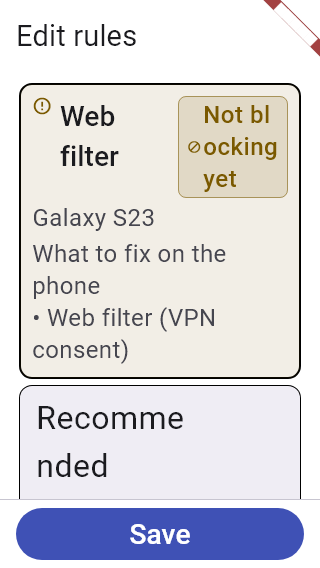 Edit rules
Web
filter
Not bl
ocking
yet
Galaxy S23
What to fix on the
phone
• Web filter (VPN
consent)
Recomme
nded
Save